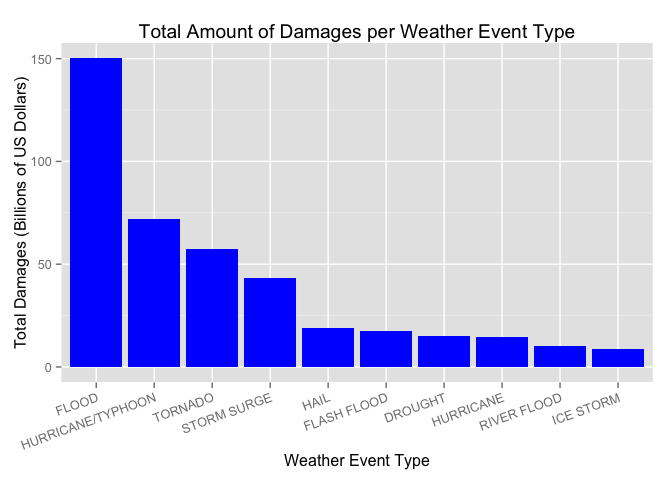 Total Amount of Damages per Weather Event Type
Total Damages (Billions of US Dollars)
150
100
50
0
FLOOD
HURRICANE/TYPHOON
TORNADO
STORM SURGE
HAIL
FLASH FLOOD
DROUGHT
HURRICANE
RIVER FLOOD
ICE STORM
Weather Event Type